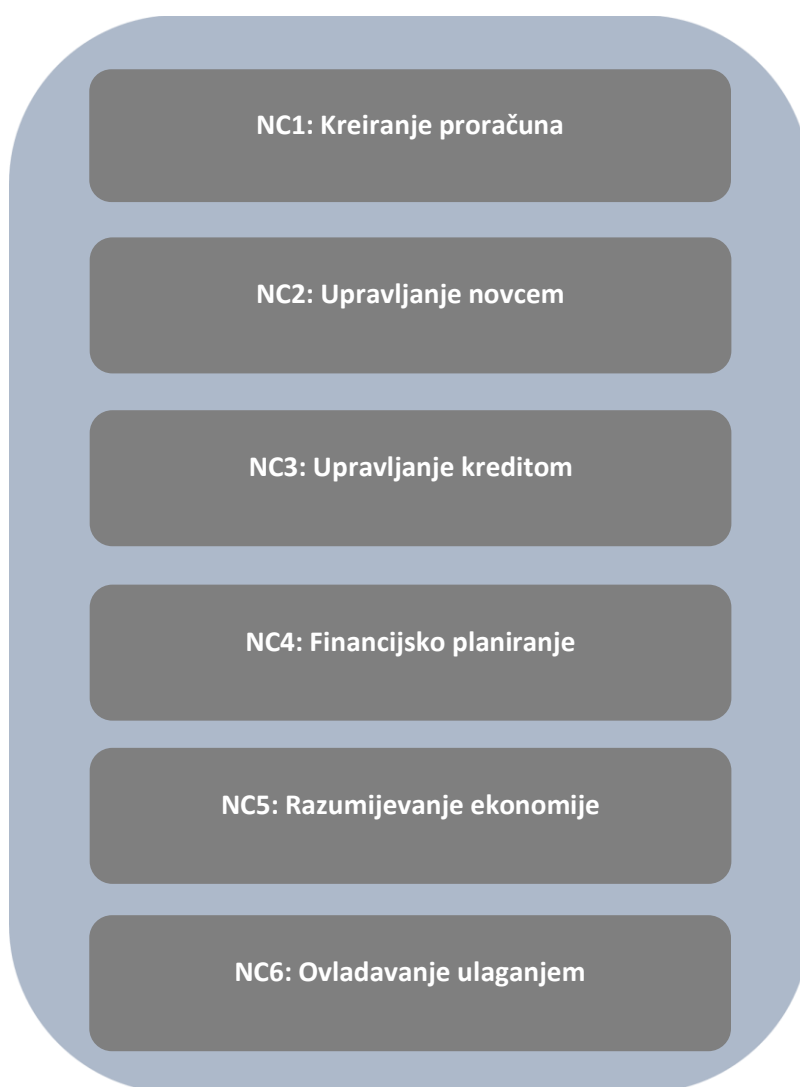 NC1: Kreiranje proračuna
NC2: Upravljanje novcem
NC3: Upravljanje kreditom
NC4: Financijsko planiranje
NC5: Razumijevanje ekonomije
NC6: Ovladavanje ulaganjem